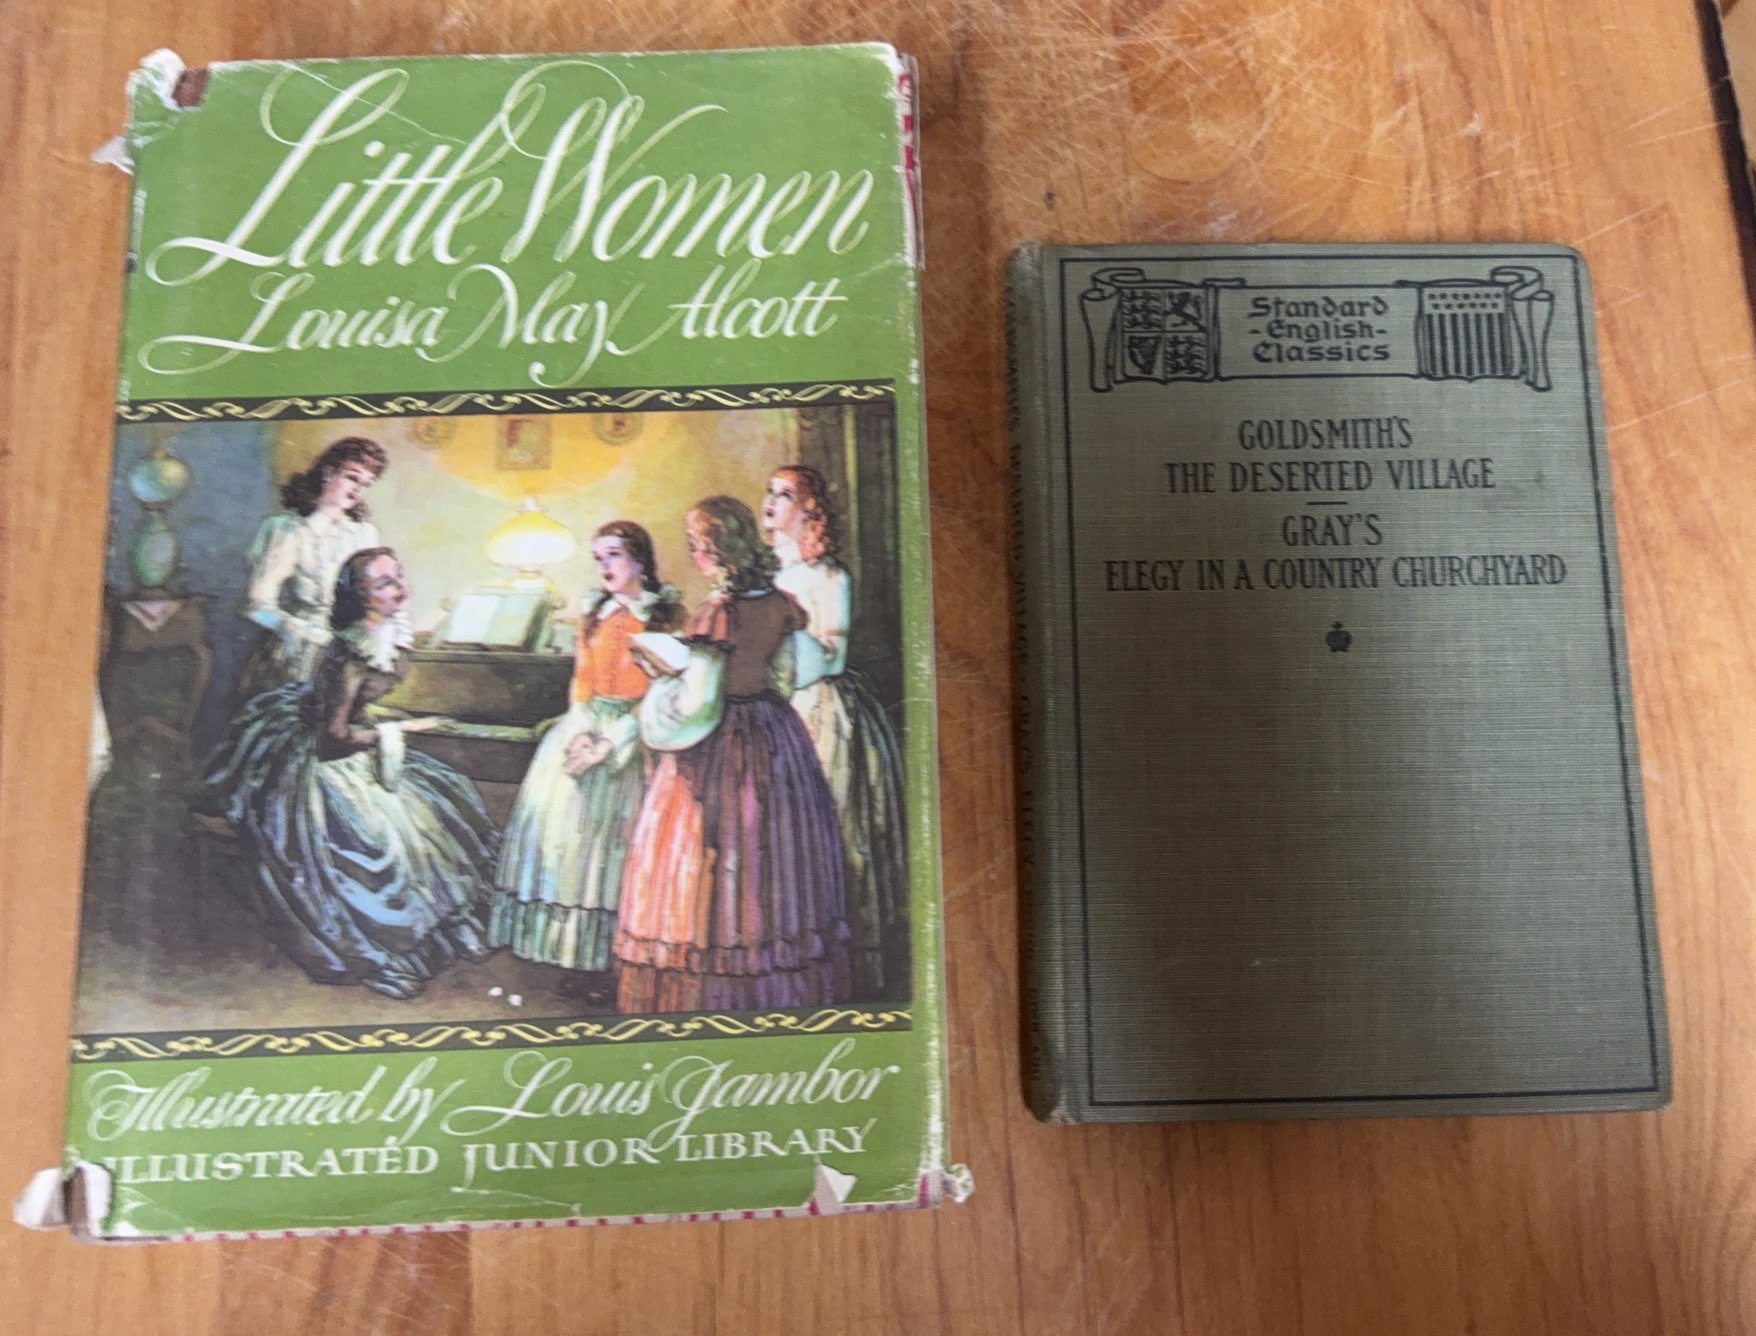 Little Women
Louisa May Alcott
Illustrated by Louis Jambor
ILLUSTRATED JUNIOR LIBRARY
Standard
-English-
Classics
GOLDSMITH'S
THE DESERTED VILLAGE
GRAY'S
ELEGY IN A COUNTRY CHURCHYARD